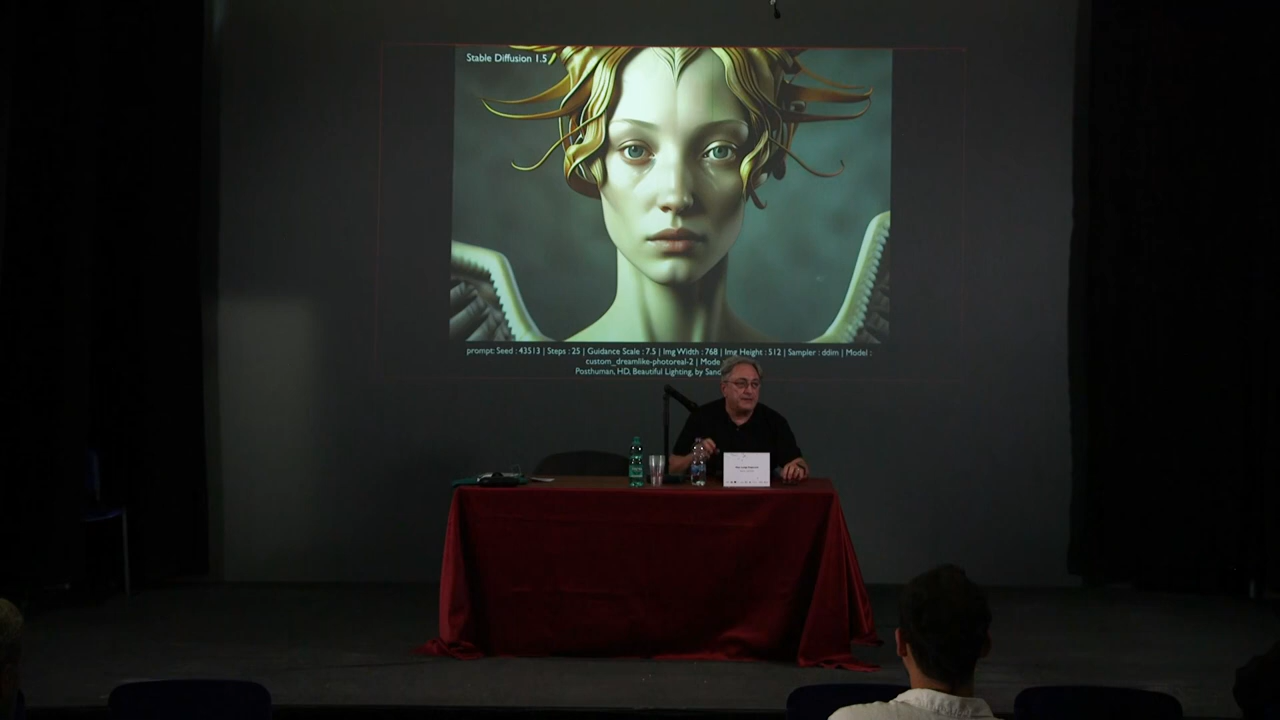 Stable Diffusion 1.5
prompt: Seed : 43513 | Steps : 25 | Guidance Scale : 7.5 | Img Width : 768 | Img Height : 512 | Sampler : ddim | Model :
custom_dreamlike-photoreal-2 | Mode
Posthuman, HD, Beautiful Lighting, by Sand